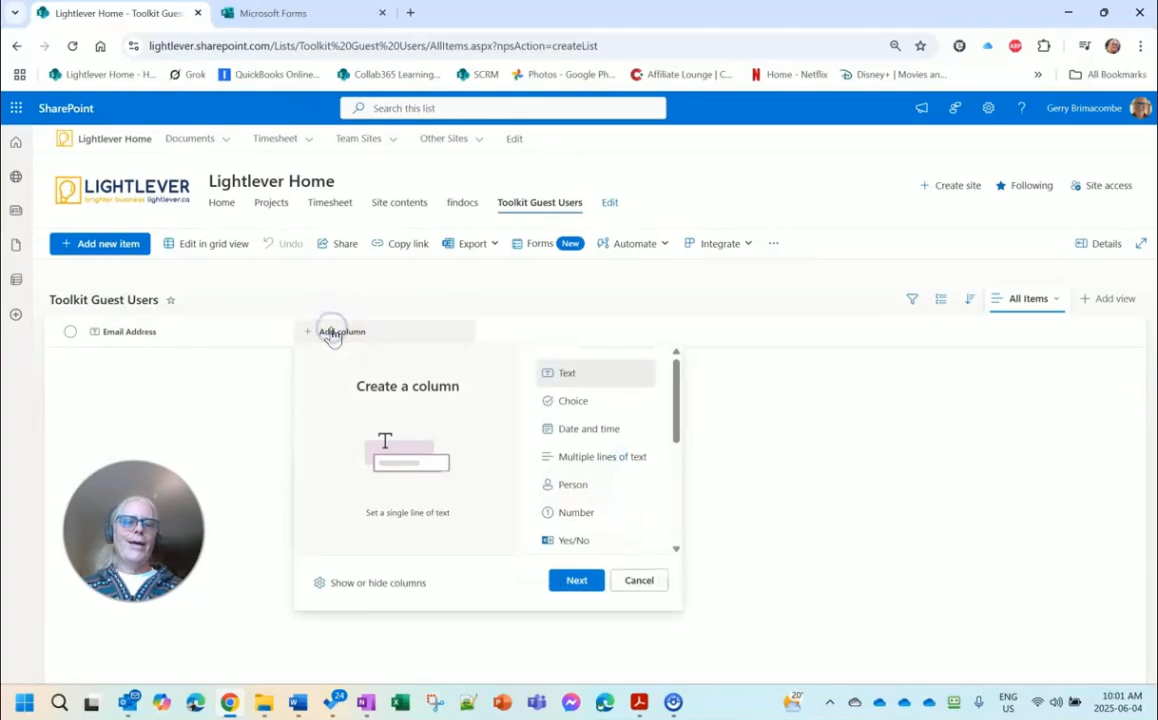 Lightlever Home - Toolkit Gues
Microsoft Forms
lightlever.sharepoint.com/Lists/Toolkit%20Guest%20Users/AllItems.aspx?npsAction=createList
Lightlever Home - H...
Grok
QuickBooks Online...
Collab365 Learning...
SCRM
Photos - Google Ph...
Affiliate Lounge | C...
Home - Netflix
Disney+ | Movies an...
All Bookmarks
SharePoint
Search this list
Gerry Brimacombe
Lightlever Home
Documents
Timesheet
Team Sites
Other Sites
Edit
LIGHTLEVER
brighter business lightlever.ca
Lightlever Home
Create site
Following
Site access
Home
Projects
Timesheet
Site contents
findocs
Toolkit Guest Users
Edit
Add new item
Edit in grid view
Undo
Share
Copy link
Export
Forms
New
Automate
Integrate
Details
Toolkit Guest Users
All Items
Add view
Email Address
Add column
Create a column
Set a single line of text
Text
Choice
Date and time
Multiple lines of text
Person
Number
Yes/No
Show or hide columns
Next
Cancel
24
20°
ENG
US
10:01 AM
2025-06-04